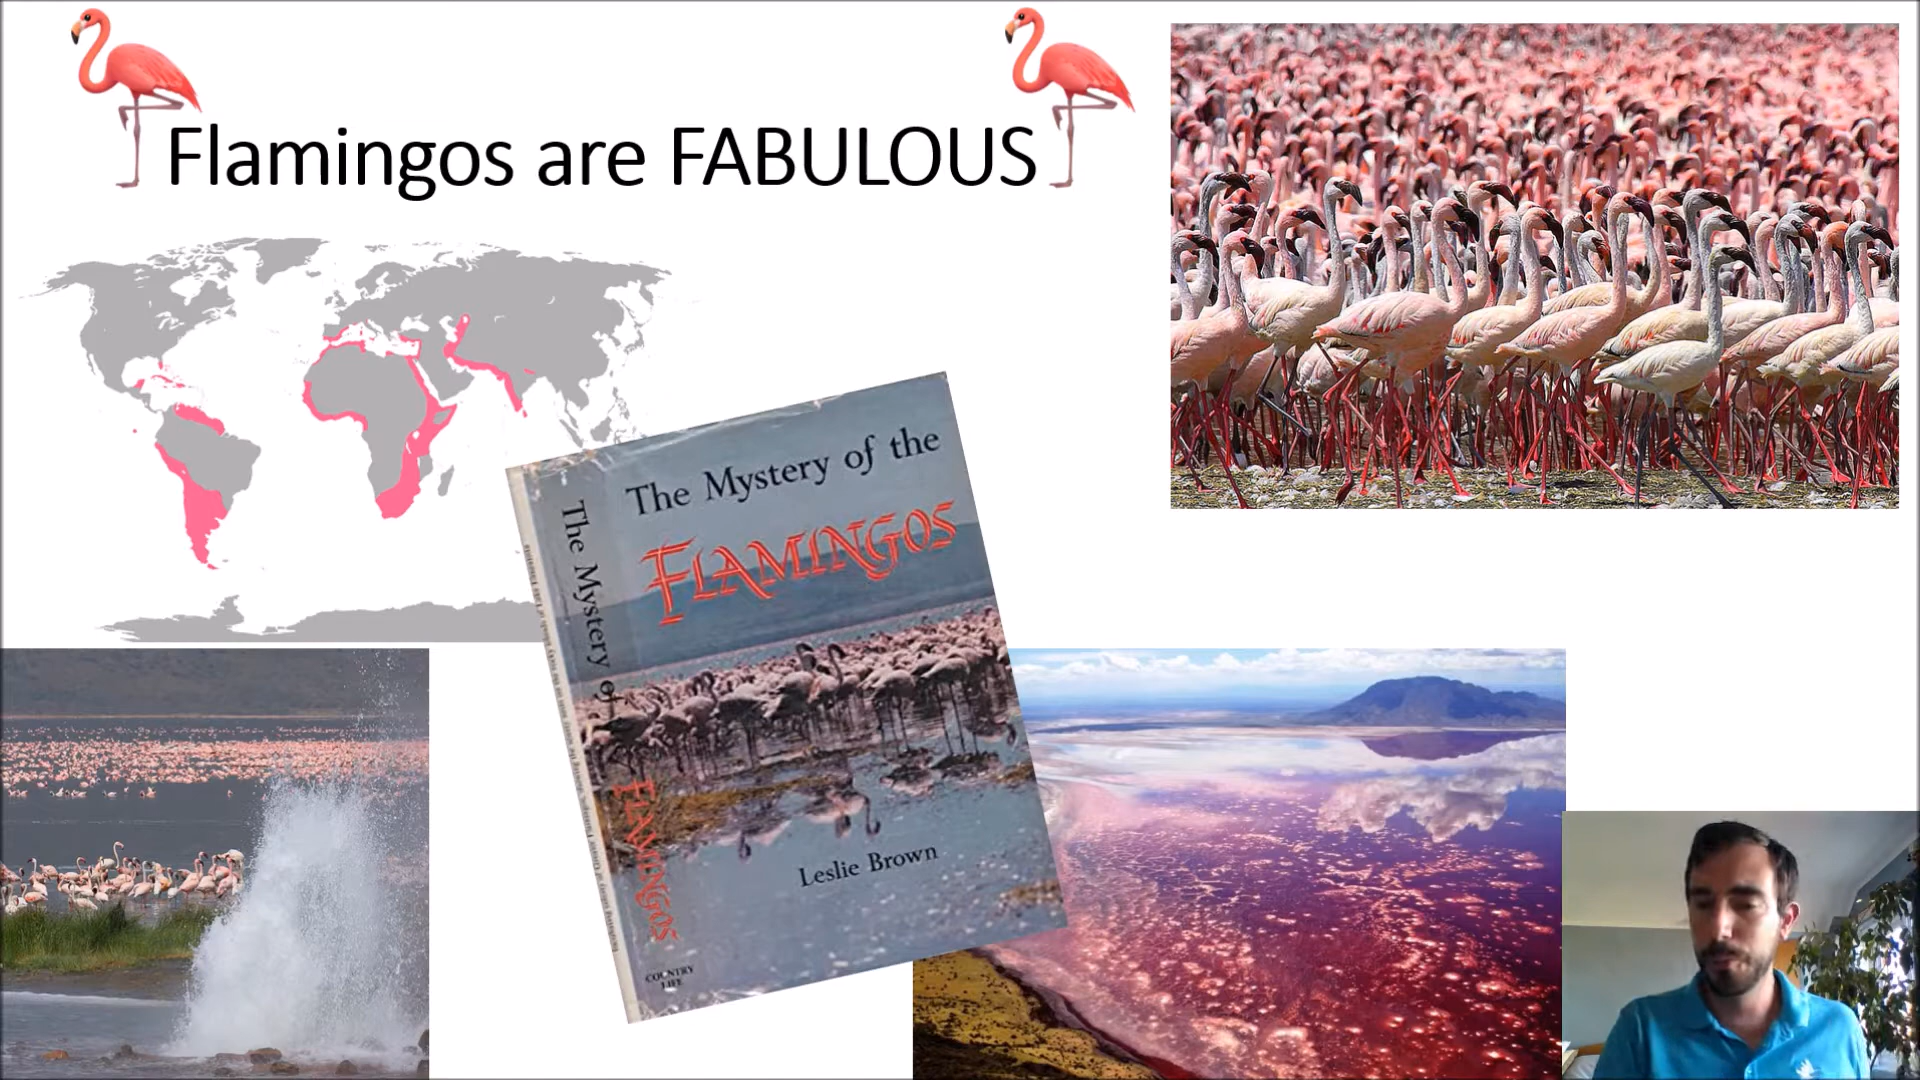 Flamingos are FABULOUS
The Mystery of the
FLAMINGOS
Leslie Brown
The Mystery of
FLAMINGOS
COUNTRY
LIFE